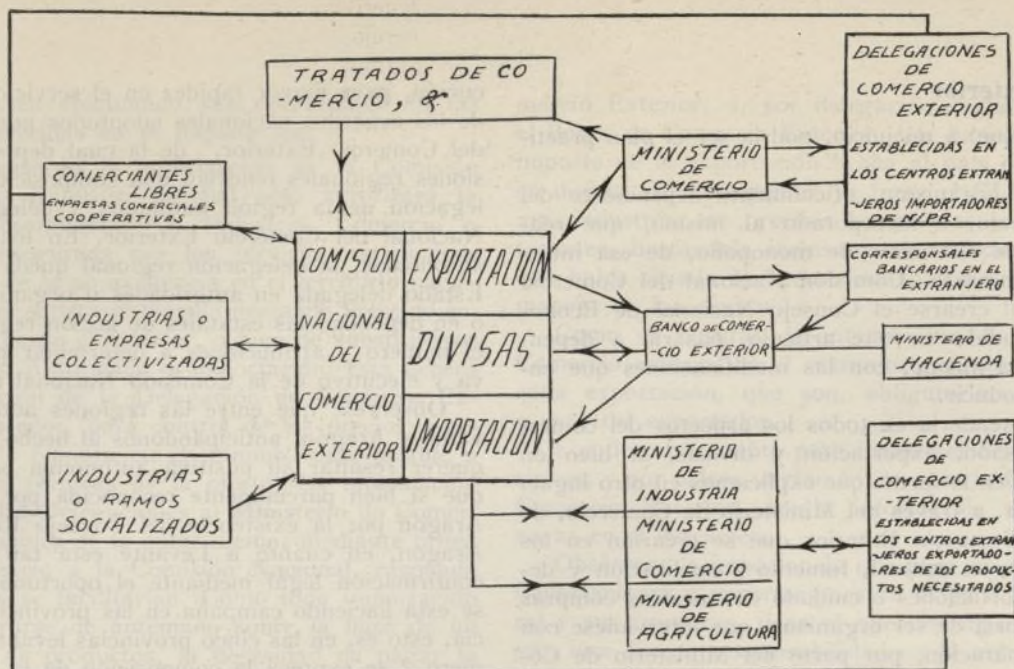 TRATADOS DE CO
-MERCIO, &
DELEGACIONES
DE
COMERCIO
EXTERIOR
ESTABLECIDAS EN
LOS CENTROS EXTRAN
-JEROS IMPORTADORES
DE N/PR.
MINISTERIO
DE
COMERCIO
COMERCIANTES
LIBRES
EMPRESAS COMERCIALES
COOPERATIVAS
COMISION
NACIONAL
DEL
COMERCIO
EXTERIOR
EXPORTACION
DIVISAS
IMPORTACION
CORRESPONSALES
BANCARIOS EN EL
EXTRANJERO
INDUSTRIAS o
EMPRESAS
COLECTIVIZADAS
BANCO DE COMER-
-CIO EXTERIOR
MINISTERIO DE
HACIENDA
INDUSTRIAS
o RAMOS
SOCIALIZADOS
MINISTERIO
DE
INDUSTRIA
MINISTERIO
DE
COMERCIO
MINISTERIO
DE
AGRICULTURA
DELEGACIONES
DE
COMERCIO EX-
-TERIOR
ESTABLECIDAS EN
LOS CENTROS EXTRAN
-JEROS EXPORTADO-
-RES DE LOS PRODUC-
TOS NECESITADOS